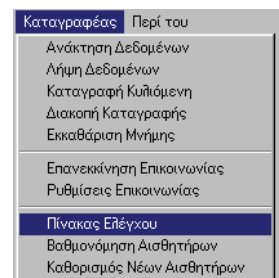 Καταγραφέας Περί του
Ανάκτηση Δεδομένων
Λήψη Δεδομένων
Καταγραφή Κυλιόμενη
Διακοπή Καταγραφής
Εκκαθάριση Μνήμης
Επανεκκίνηση Επικοινωνίας
Ρυθμίσεις Επικοινωνίας
Πίνακας Ελέγχου
Βαθμονόμηση Αισθητήρων
Καθορισμός Νέων Αισθητήρων